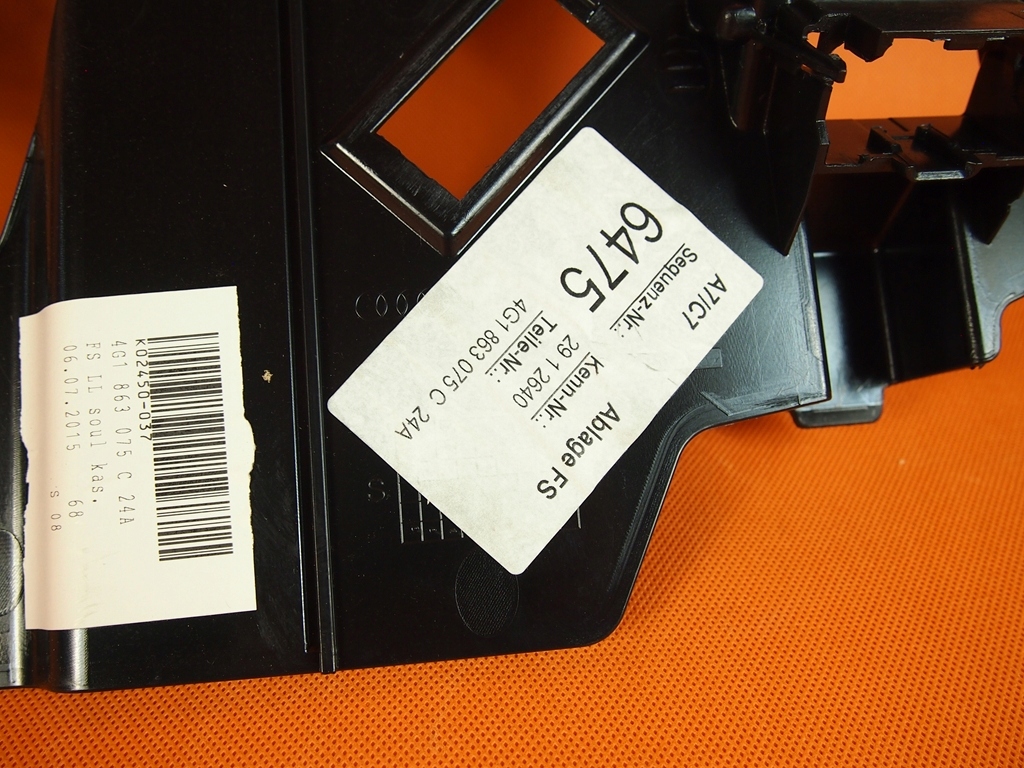 K02450-037
4G1 863 075 C 24A
FS LL soul kas. 68
06.07.2015 S 08
A7/C7
Ablage FS
Sequenz-Nr.:
Kenn-Nr.:
6475
29 1 2640
Teile-Nr.:
4G1 863 075 C 24A